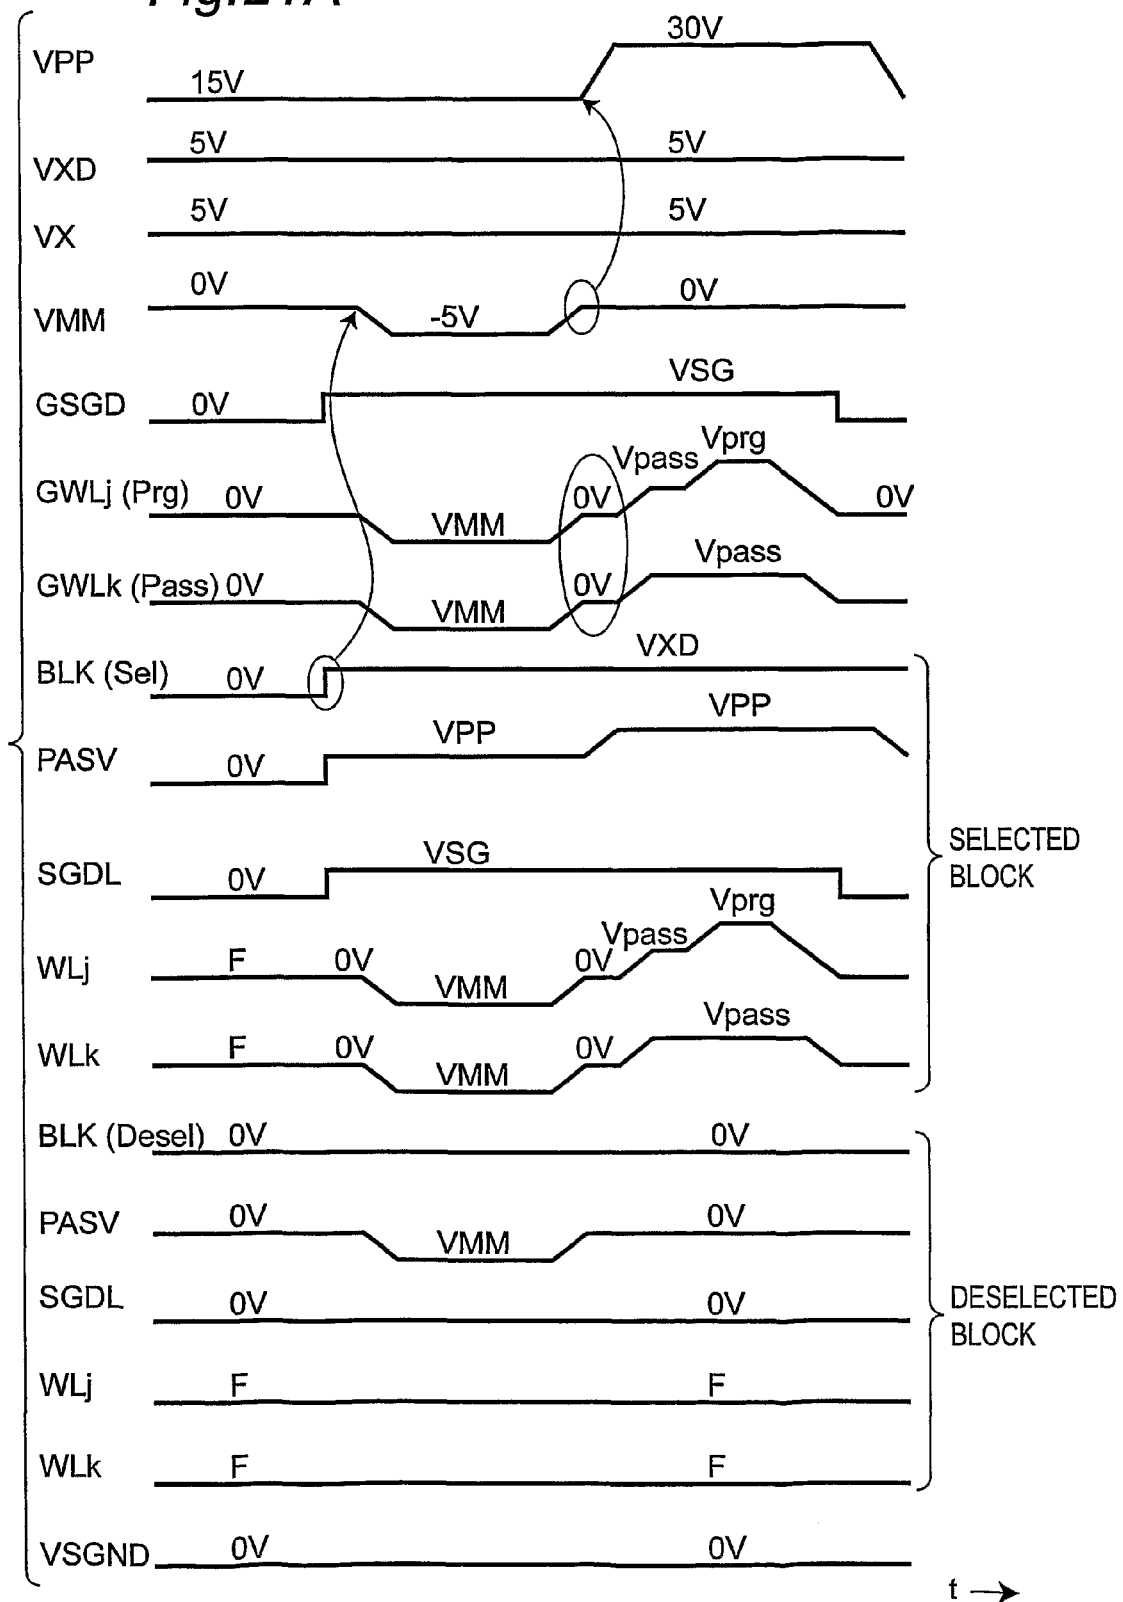 Fig.21A
VPP 15V 30V
VXD 5V 5V
VX 5V 5V
VMM 0V -5V 0V
GSGD 0V VSG
GWLj (Prg) 0V VMM 0V Vpass Vprg 0V
GWLk (Pass) 0V VMM 0V Vpass
BLK (Sel) 0V VXD
PASV 0V VPP VPP
SGDL 0V VSG
WLj F 0V VMM 0V Vpass Vprg
WLk F 0V VMM 0V Vpass
SELECTED
BLOCK
BLK (Desel) 0V 0V
PASV 0V VMM 0V
SGDL 0V 0V
WLj F F
WLk F F
DESELECTED
BLOCK
VSGND 0V 0V
t